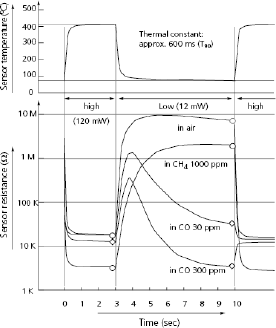 Sensor temperature (℃)
500
400
300
200
100
0
Thermal constant:
approx. 600 ms (T₉₀)
high
Low (12 mW)
high
(120 mW)
Sensor resistance (Ω)
10 M
1 M
100 K
10 K
1 K
in air
in CH₄ 1000 ppm
in CO 30 ppm
in CO 300 ppm
0 1 2 3 4 5 6 7 8 9 10
Time (sec)